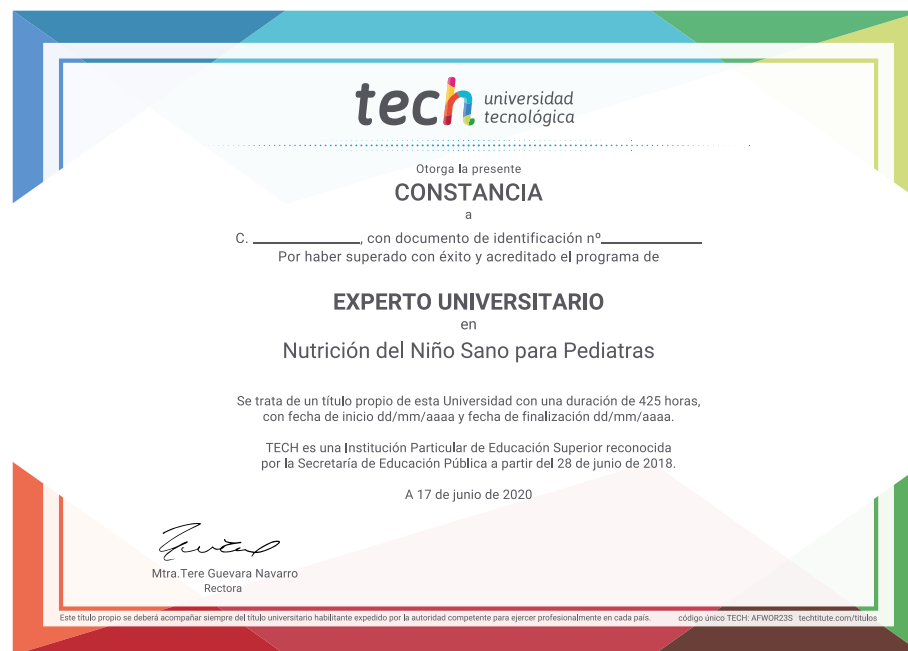 tech universidad
tecnológica
Otorga la presente
CONSTANCIA
a
C. ____________, con documento de identificación nº____________
Por haber superado con éxito y acreditado el programa de
EXPERTO UNIVERSITARIO
en
Nutrición del Niño Sano para Pediatras
Se trata de un título propio de esta Universidad con una duración de 425 horas,
con fecha de inicio dd/mm/aaaa y fecha de finalización dd/mm/aaaa.
TECH es una Institución Particular de Educación Superior reconocida
por la Secretaría de Educación Pública a partir del 28 de junio de 2018.
A 17 de junio de 2020
Mtra.Tere Guevara Navarro
Rectora
Este título propio se deberá acompañar siempre del título universitario habilitante expedido por la autoridad competente para ejercer profesionalmente en cada país. código único TECH: AFWOR23S techtitute.com/titulos